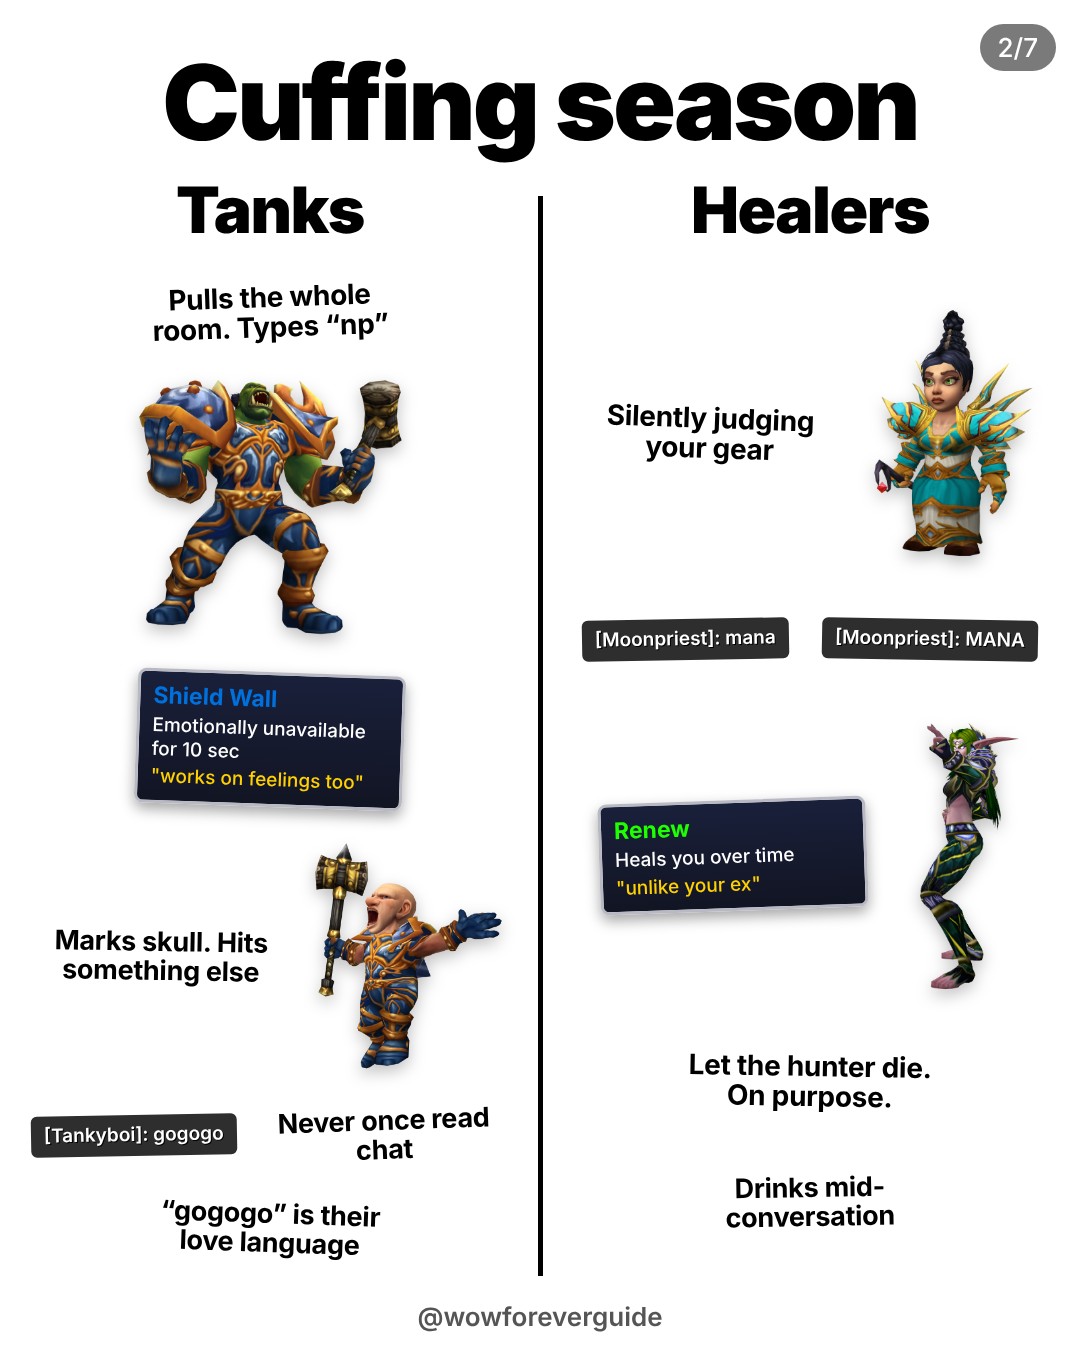 2/7
Cuffing season
Tanks
Pulls the whole
room. Types “np”
Shield Wall
Emotionally unavailable
for 10 sec
"works on feelings too"
Marks skull. Hits
something else
[Tankyboi]: gogogo
Never once read
chat
“gogogo” is their
love language
Healers
Silently judging
your gear
[Moonpriest]: mana
[Moonpriest]: MANA
Renew
Heals you over time
"unlike your ex"
Let the hunter die.
On purpose.
Drinks mid-
conversation
@wowforeverguide